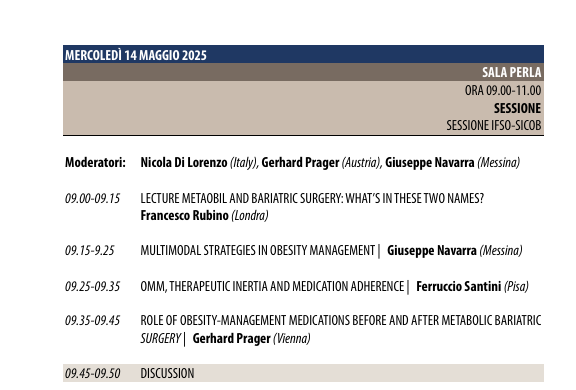 MERCOLEDÌ 14 MAGGIO 2025
SALA PERLA
ORA 09.00-11.00
SESSIONE
SESSIONE IFSO-SICOB
Moderatori: Nicola Di Lorenzo (Italy), Gerhard Prager (Austria), Giuseppe Navarra (Messina)
09.00-09.15 LECTURE METAOBIL AND BARIATRIC SURGERY: WHAT'S IN THESE TWO NAMES?
Francesco Rubino (Londra)
09.15-9.25 MULTIMODAL STRATEGIES IN OBESITY MANAGEMENT | Giuseppe Navarra (Messina)
09.25-09.35 OMM, THERAPEUTIC INERTIA AND MEDICATION ADHERENCE | Ferruccio Santini (Pisa)
09.35-09.45 ROLE OF OBESITY-MANAGEMENT MEDICATIONS BEFORE AND AFTER METABOLIC BARIATRIC
SURGERY | Gerhard Prager (Vienna)
09.45-09.50 DISCUSSION